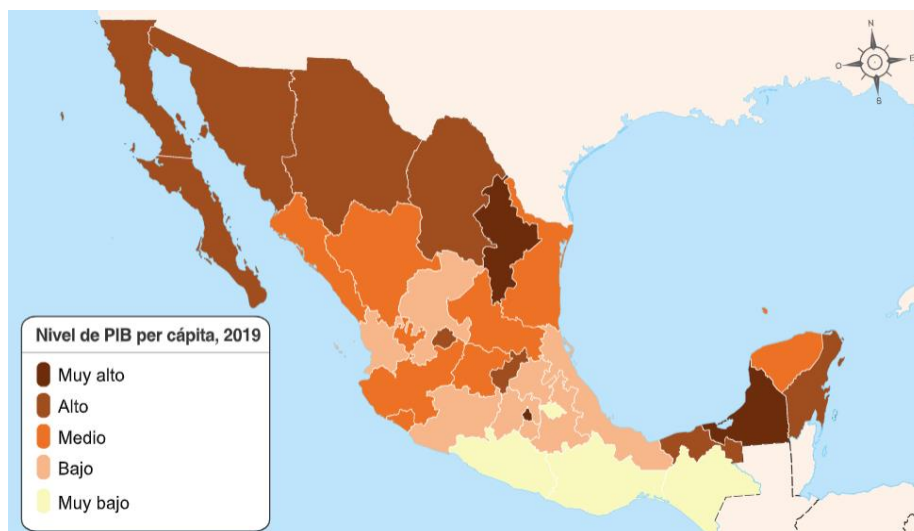 N
O
E
S
Nivel de PIB per cápita, 2019
Muy alto
Alto
Medio
Bajo
Muy bajo